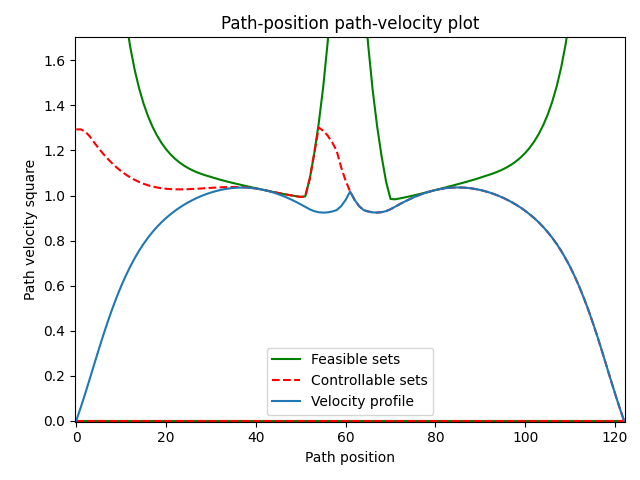 Path-position path-velocity plot
Path velocity square
1.6
1.4
1.2
1.0
0.8
0.6
0.4
0.2
0.0
Feasible sets
Controllable sets
Velocity profile
0 20 40 60 80 100 120
Path position